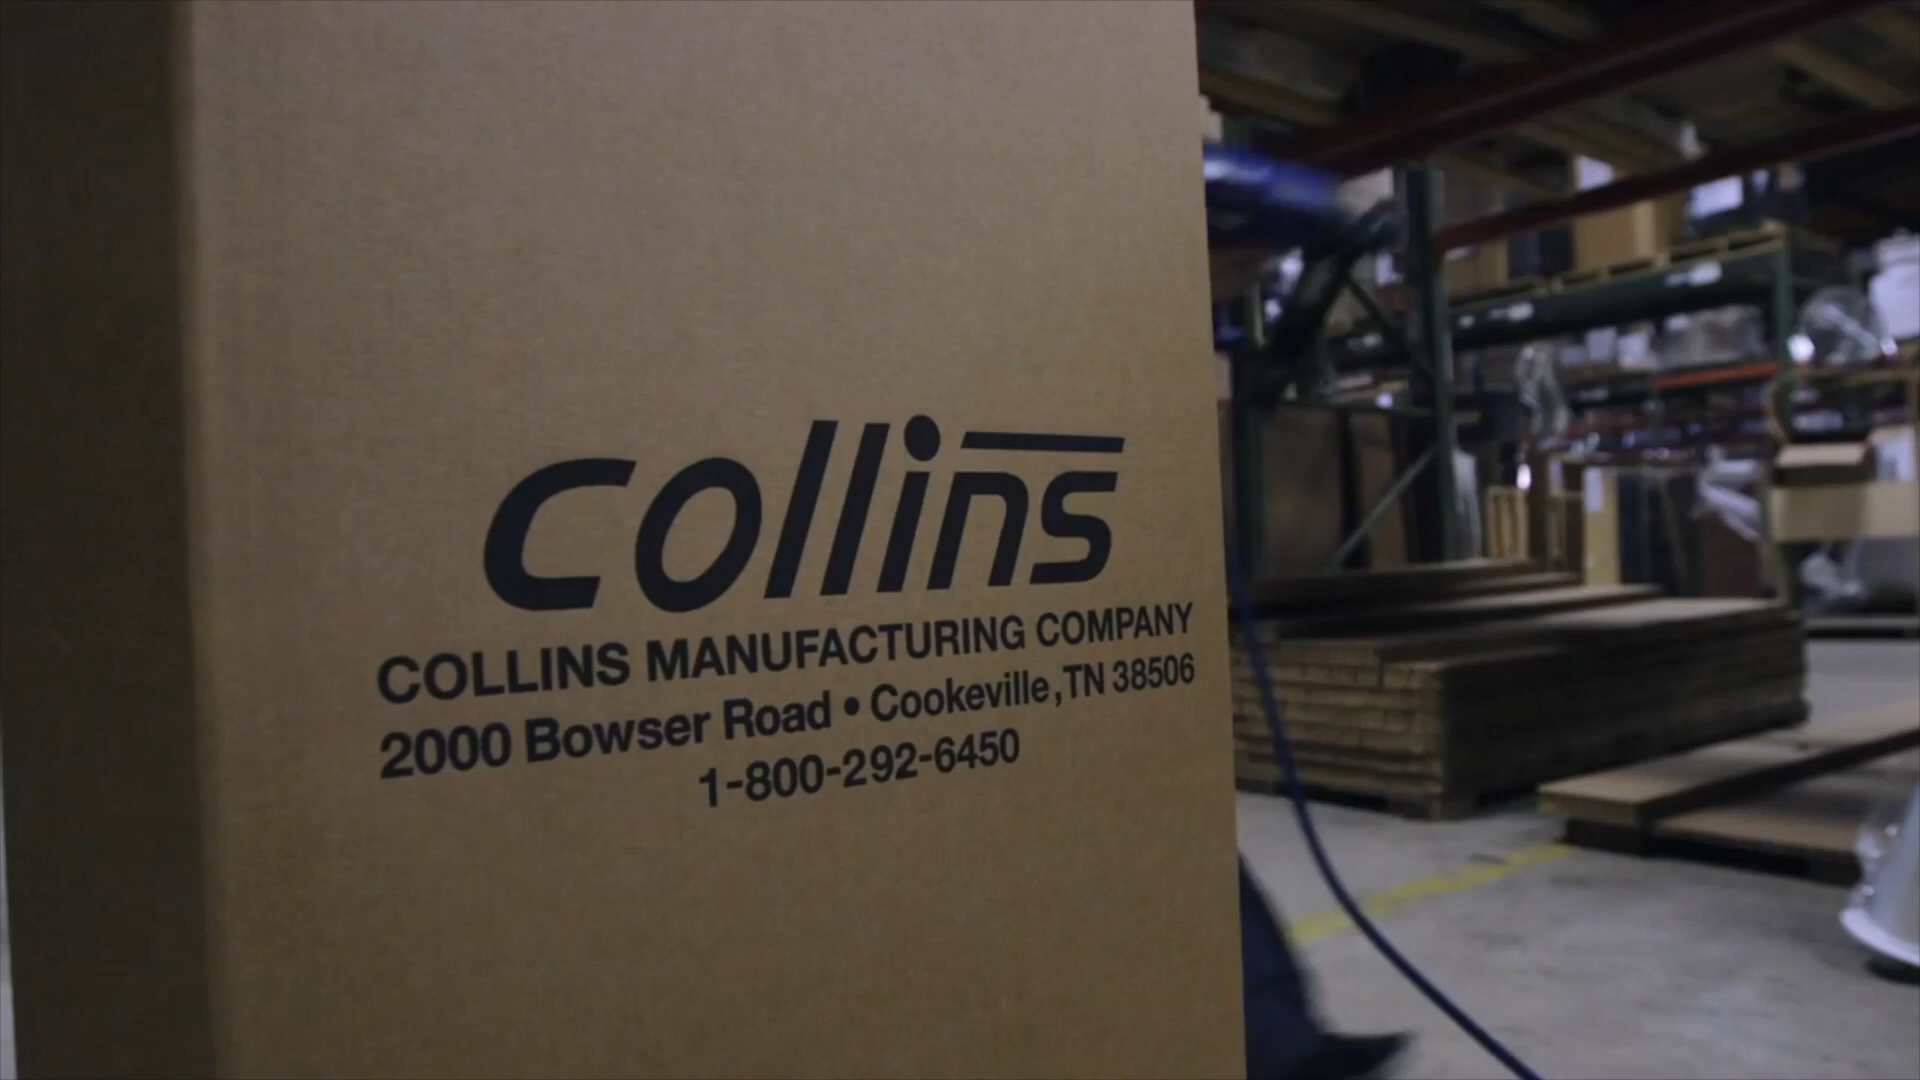 Collins
COLLINS MANUFACTURING COMPANY
2000 Bowser Road • Cookeville, TN 38506
1-800-292-6450